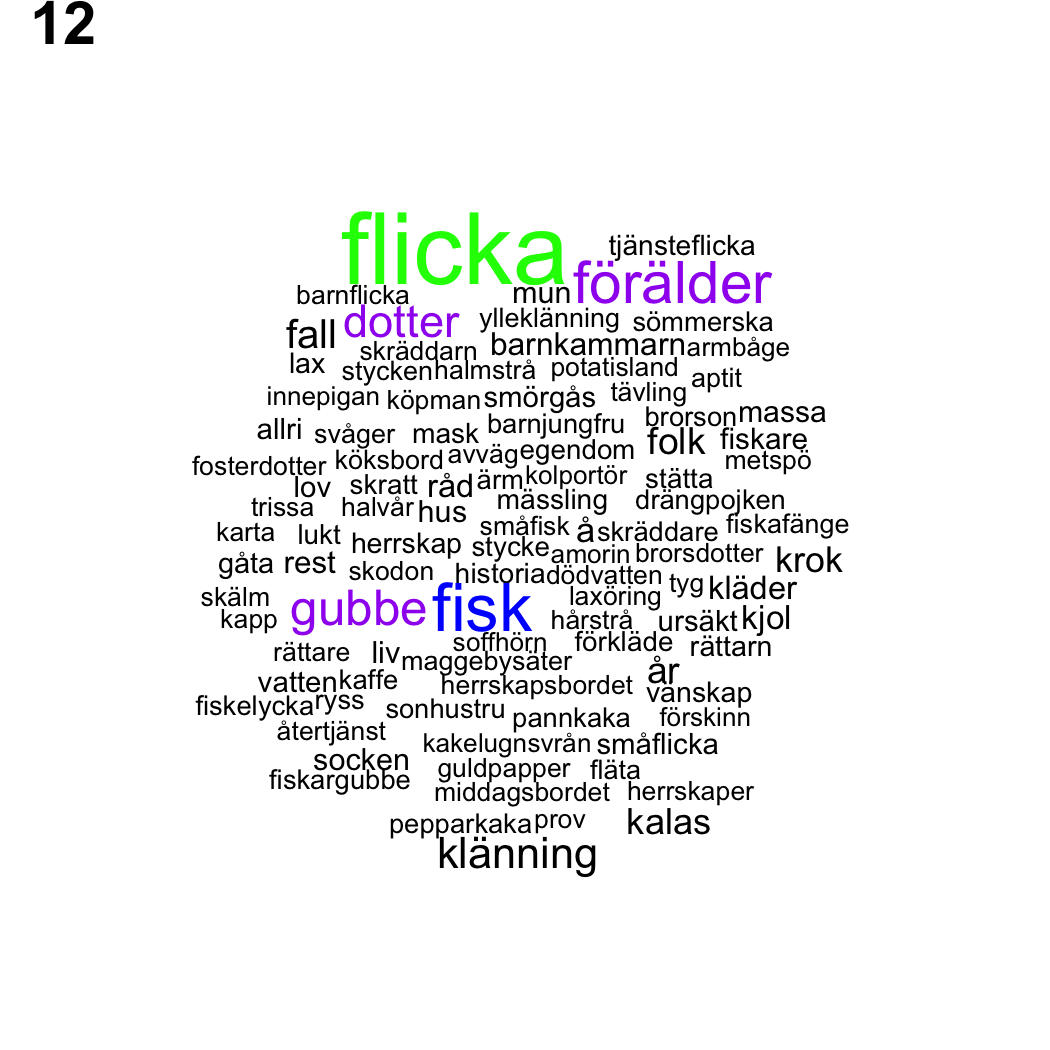 12
flicka tjänsteflicka
barnflicka mun förälder
fall dotter ylleklänning sömmerska
skräddarn barnkammarn armbåge
lax stycken halmstrå potatisland aptit
innepigan köpman smörgås tävling
allri svåger mask barnjungfru brorson massa
fosterdotter köksbord avväg egendom folk fiskare
metspö
lov skratt råd ärm kolportör stätta
trissa halvår hus mässling drängpojken
karta lukt herrskap småfisk å skräddare fiskafänge
gåta rest skodon stycke amorin brorsdotter krok
historia dödvatten tyg kläder
skälm gubbe fisk laxöring
kapp hårstrå ursäkt kjol
rättare liv soffhörn förkläde rättarn
maggebysäter år
vatten kaffe herrskapsbordet vänskap
fiskelycka ryss sonhustru pannkaka förskinn
återtjänst kakelugnsvrån småflicka
socken guldpapper fläta
fiskargubbe middagsbordet herrskaper
pepparkaka prov kalas
klänning